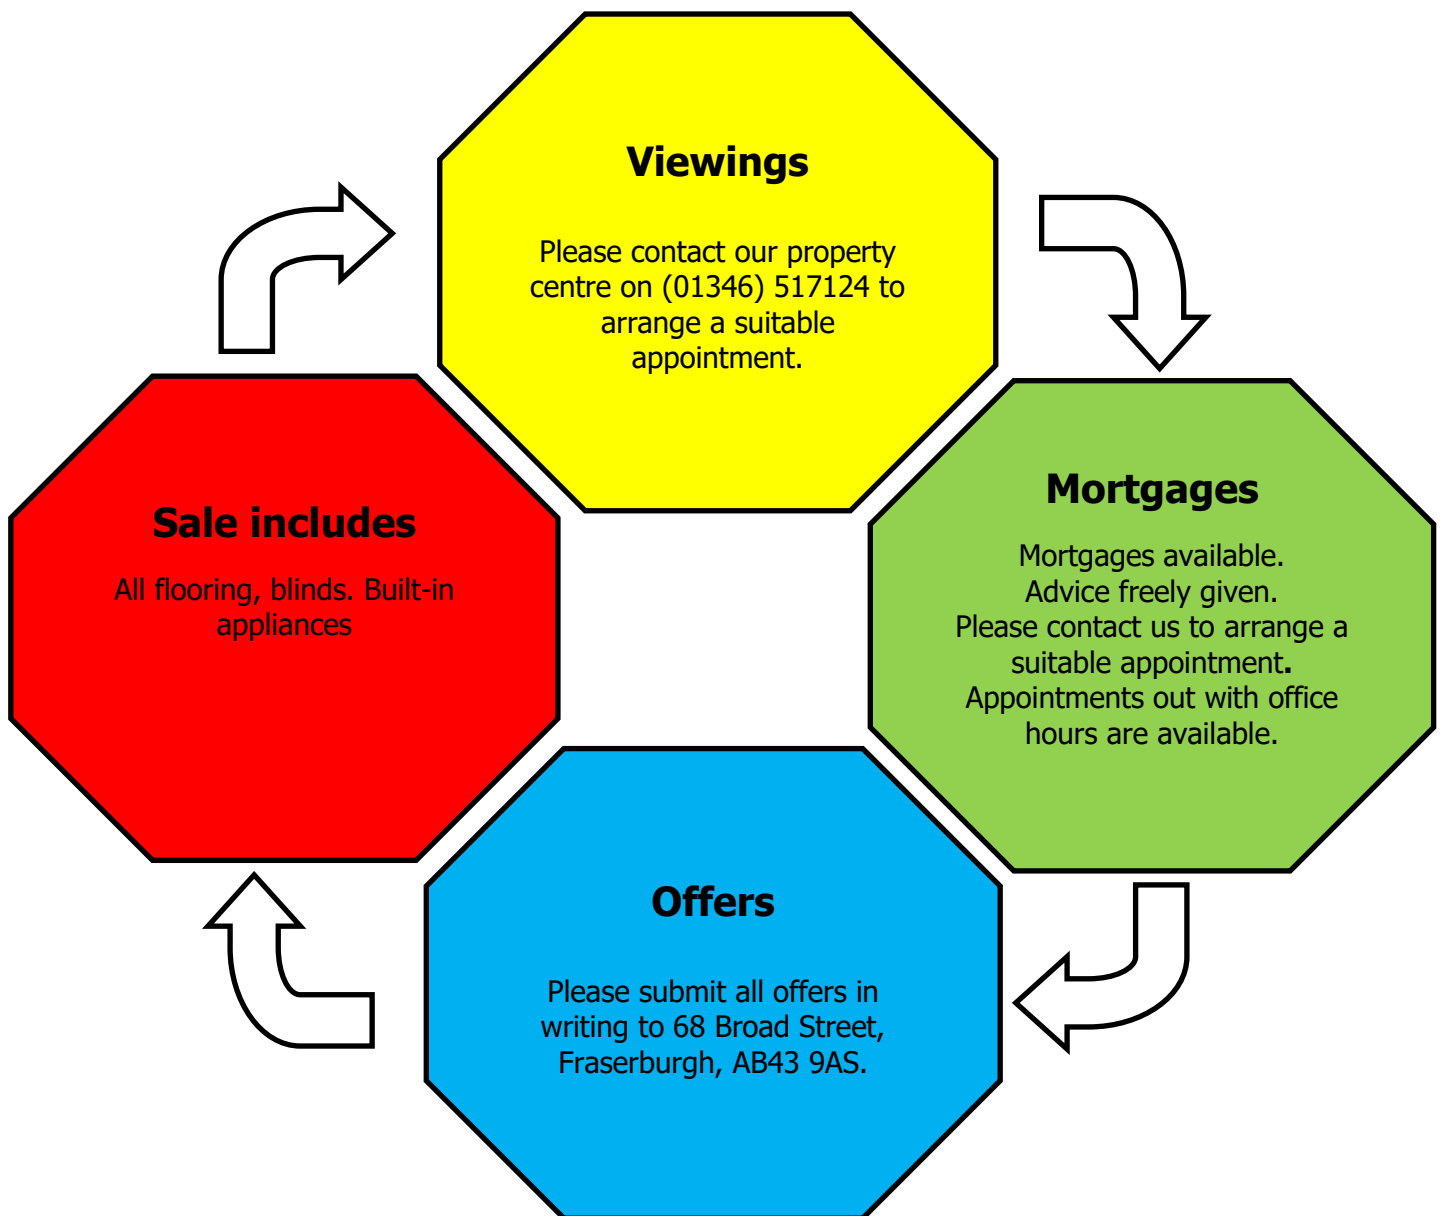 Viewings
Please contact our property
centre on (01346) 517124 to
arrange a suitable
appointment.
Sale includes
All flooring, blinds. Built-in
appliances
Mortgages
Mortgages available.
Advice freely given.
Please contact us to arrange a
suitable appointment.
Appointments out with office
hours are available.
Offers
Please submit all offers in
writing to 68 Broad Street,
Fraserburgh, AB43 9AS.